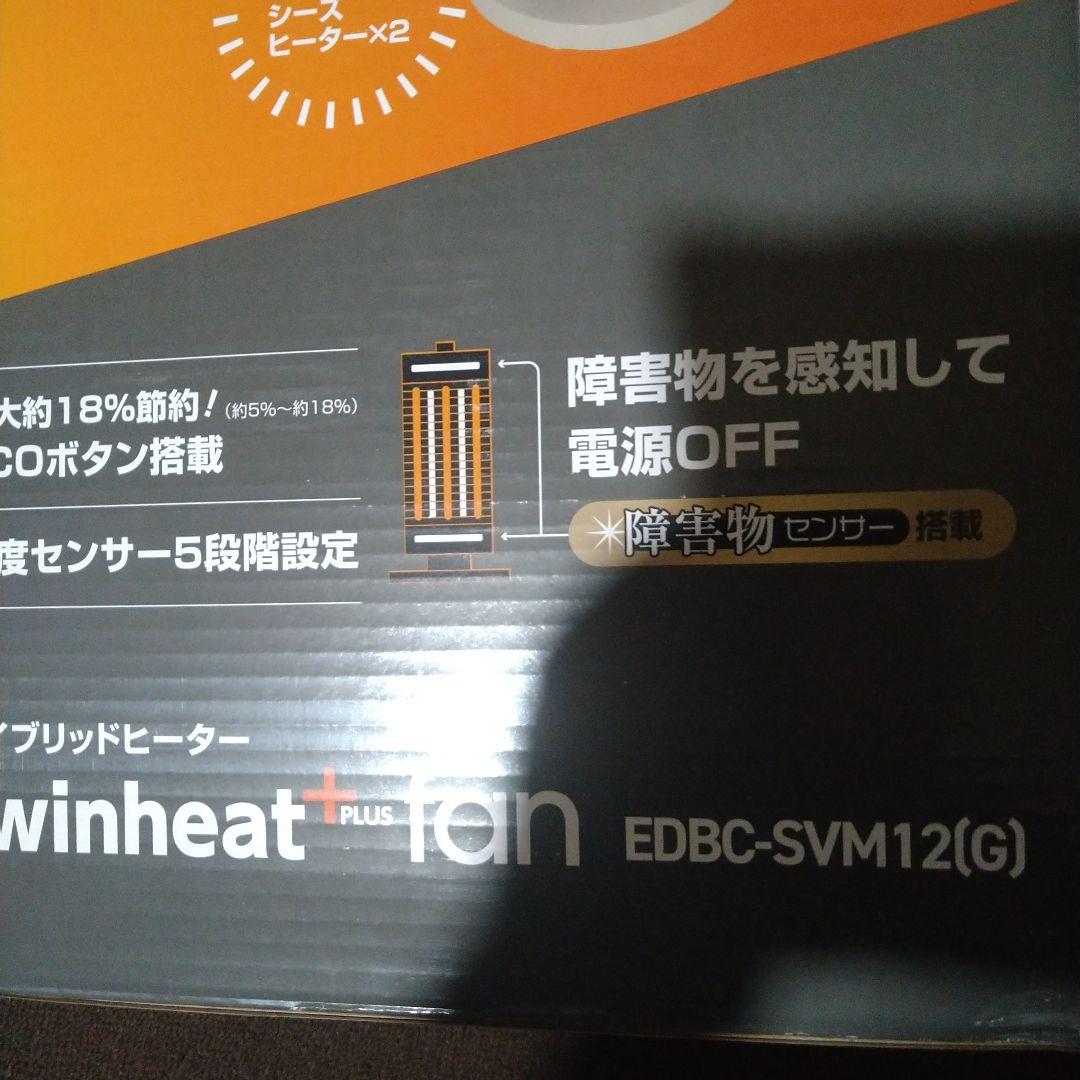 シース
ヒーター×2
大約18%節約！(約5%～約18%)
COボタン搭載
度センサー5段階設定
障害物を感知して
電源OFF
障害物センサー搭載
イブリッドヒーター
winheat+PLUS fan EDBC-SVM12(G)